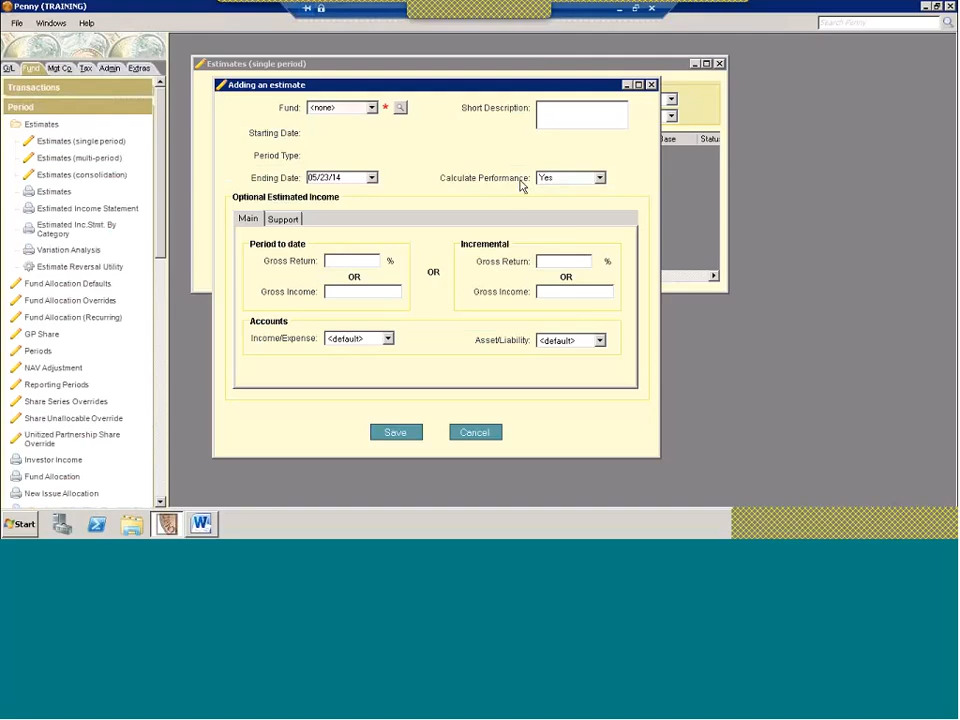 Penny (TRAINING)
File Windows Help
Search Penny
G/L Fund Mgt Co Tax Admin Extras
Transactions
Period
Estimates
Estimates (single period)
Estimates (multi-period)
Estimates (consolidation)
Estimates
Estimated Income Statement
Estimated Inc.Stmt. By
Category
Variation Analysis
Estimate Reversal Utility
Fund Allocation Defaults
Fund Allocation Overrides
Fund Allocation (Recurring)
GP Share
Periods
NAV Adjustment
Reporting Periods
Share Series Overrides
Share Unallocable Override
Unitized Partnership Share
Override
Investor Income
Fund Allocation
New Issue Allocation
Estimates (single period)
Base Statu
Adding an estimate
Fund: <none> * Short Description:
Starting Date:
Period Type:
Ending Date: 05/23/14 Calculate Performance: Yes
Optional Estimated Income
Main Support
Period to date Incremental
Gross Return: % Gross Return: %
OR OR OR
Gross Income: Gross Income:
Accounts
Income/Expense: <default> Asset/Liability: <default>
Save Cancel
Start